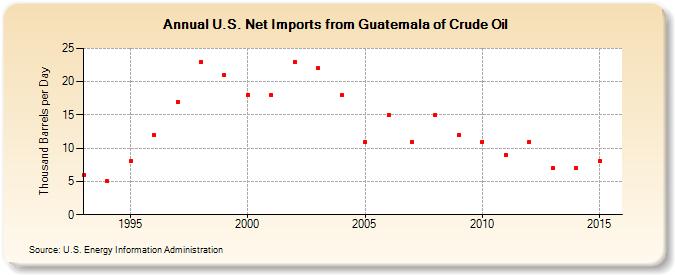 Annual U.S. Net Imports from Guatemala of Crude Oil
Thousand Barrels per Day
25
20
15
10
5
0
1995 2000 2005 2010 2015
Source: U.S. Energy Information Administration